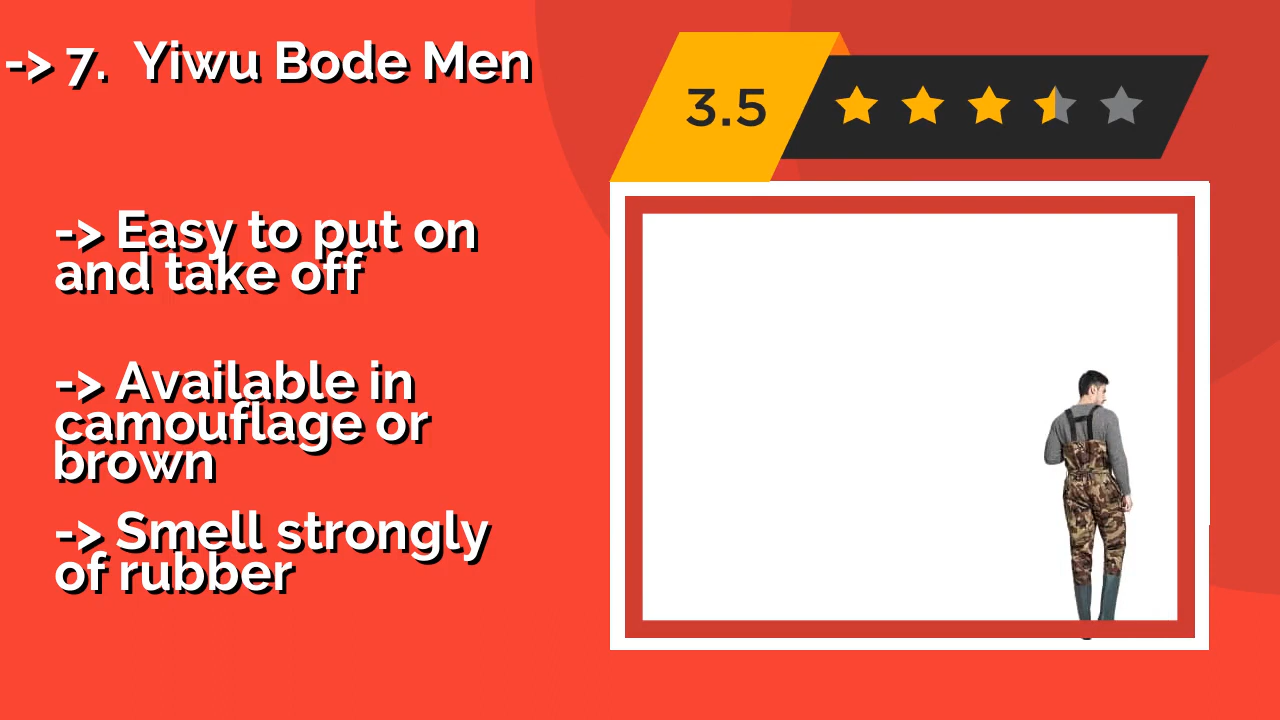 -> 7. Yiwu Bode Men
3.5
-> Easy to put on
and take off
-> Available in
camouflage or
brown
-> Smell strongly
of rubber